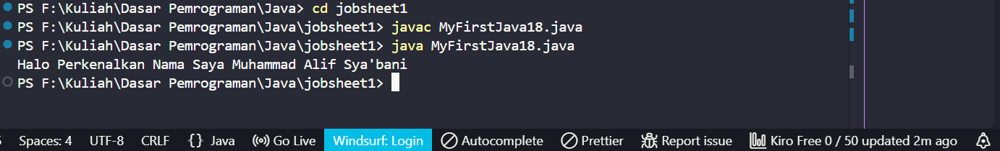 PS F:\Kuliah\Dasar Pemrograman\Java> cd jobsheet1
PS F:\Kuliah\Dasar Pemrograman\Java\jobsheet1> javac MyFirstJava18.java
PS F:\Kuliah\Dasar Pemrograman\Java\jobsheet1> java MyFirstJava18.java
Halo Perkenalkan Nama Saya Muhammad Alif Sya'bani
PS F:\Kuliah\Dasar Pemrograman\Java\jobsheet1>
Spaces: 4 UTF-8 CRLF {} Java Go Live Windsurf: Login Autocomplete Prettier Report issue Kiro Free 0 / 50 updated 2m ago